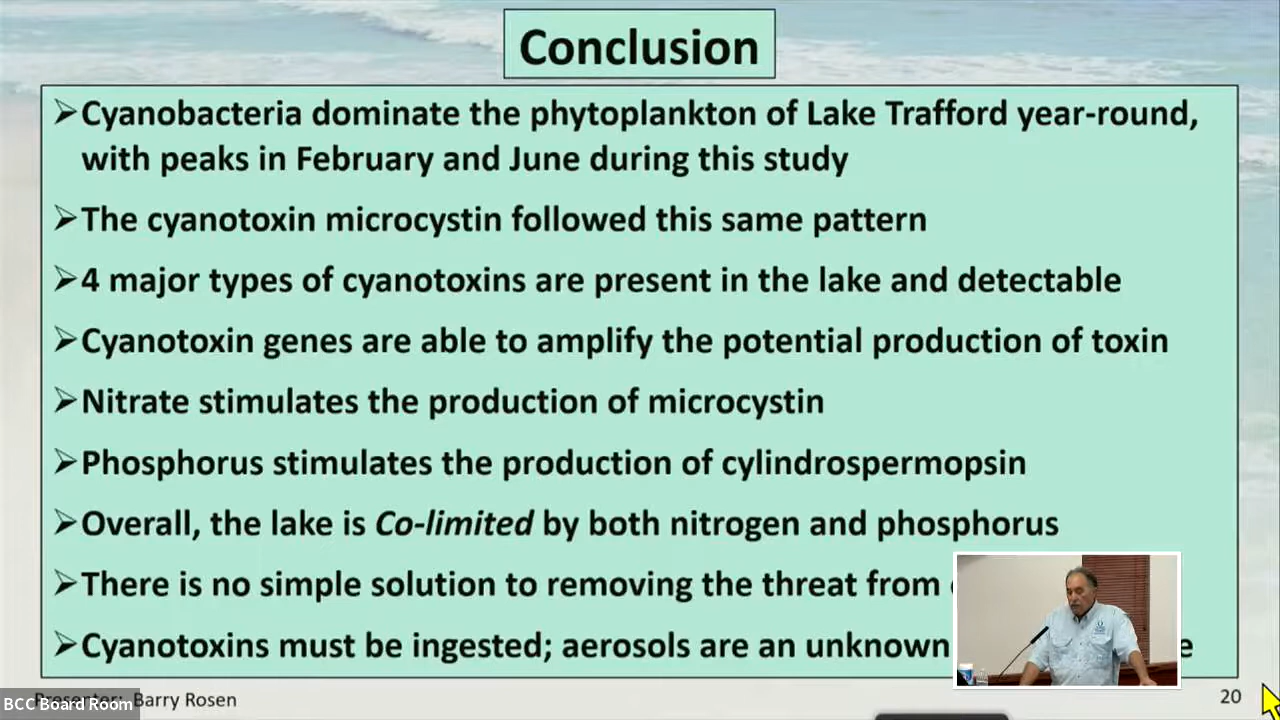 Conclusion
➢Cyanobacteria dominate the phytoplankton of Lake Trafford year-round,
with peaks in February and June during this study
➢The cyanotoxin microcystin followed this same pattern
➢4 major types of cyanotoxins are present in the lake and detectable
➢Cyanotoxin genes are able to amplify the potential production of toxin
➢Nitrate stimulates the production of microcystin
➢Phosphorus stimulates the production of cylindrospermopsin
➢Overall, the lake is Co-limited by both nitrogen and phosphorus
➢There is no simple solution to removing the threat from
➢Cyanotoxins must be ingested; aerosols are an unknown
Presenter: Barry Rosen
BCC Board Room
20